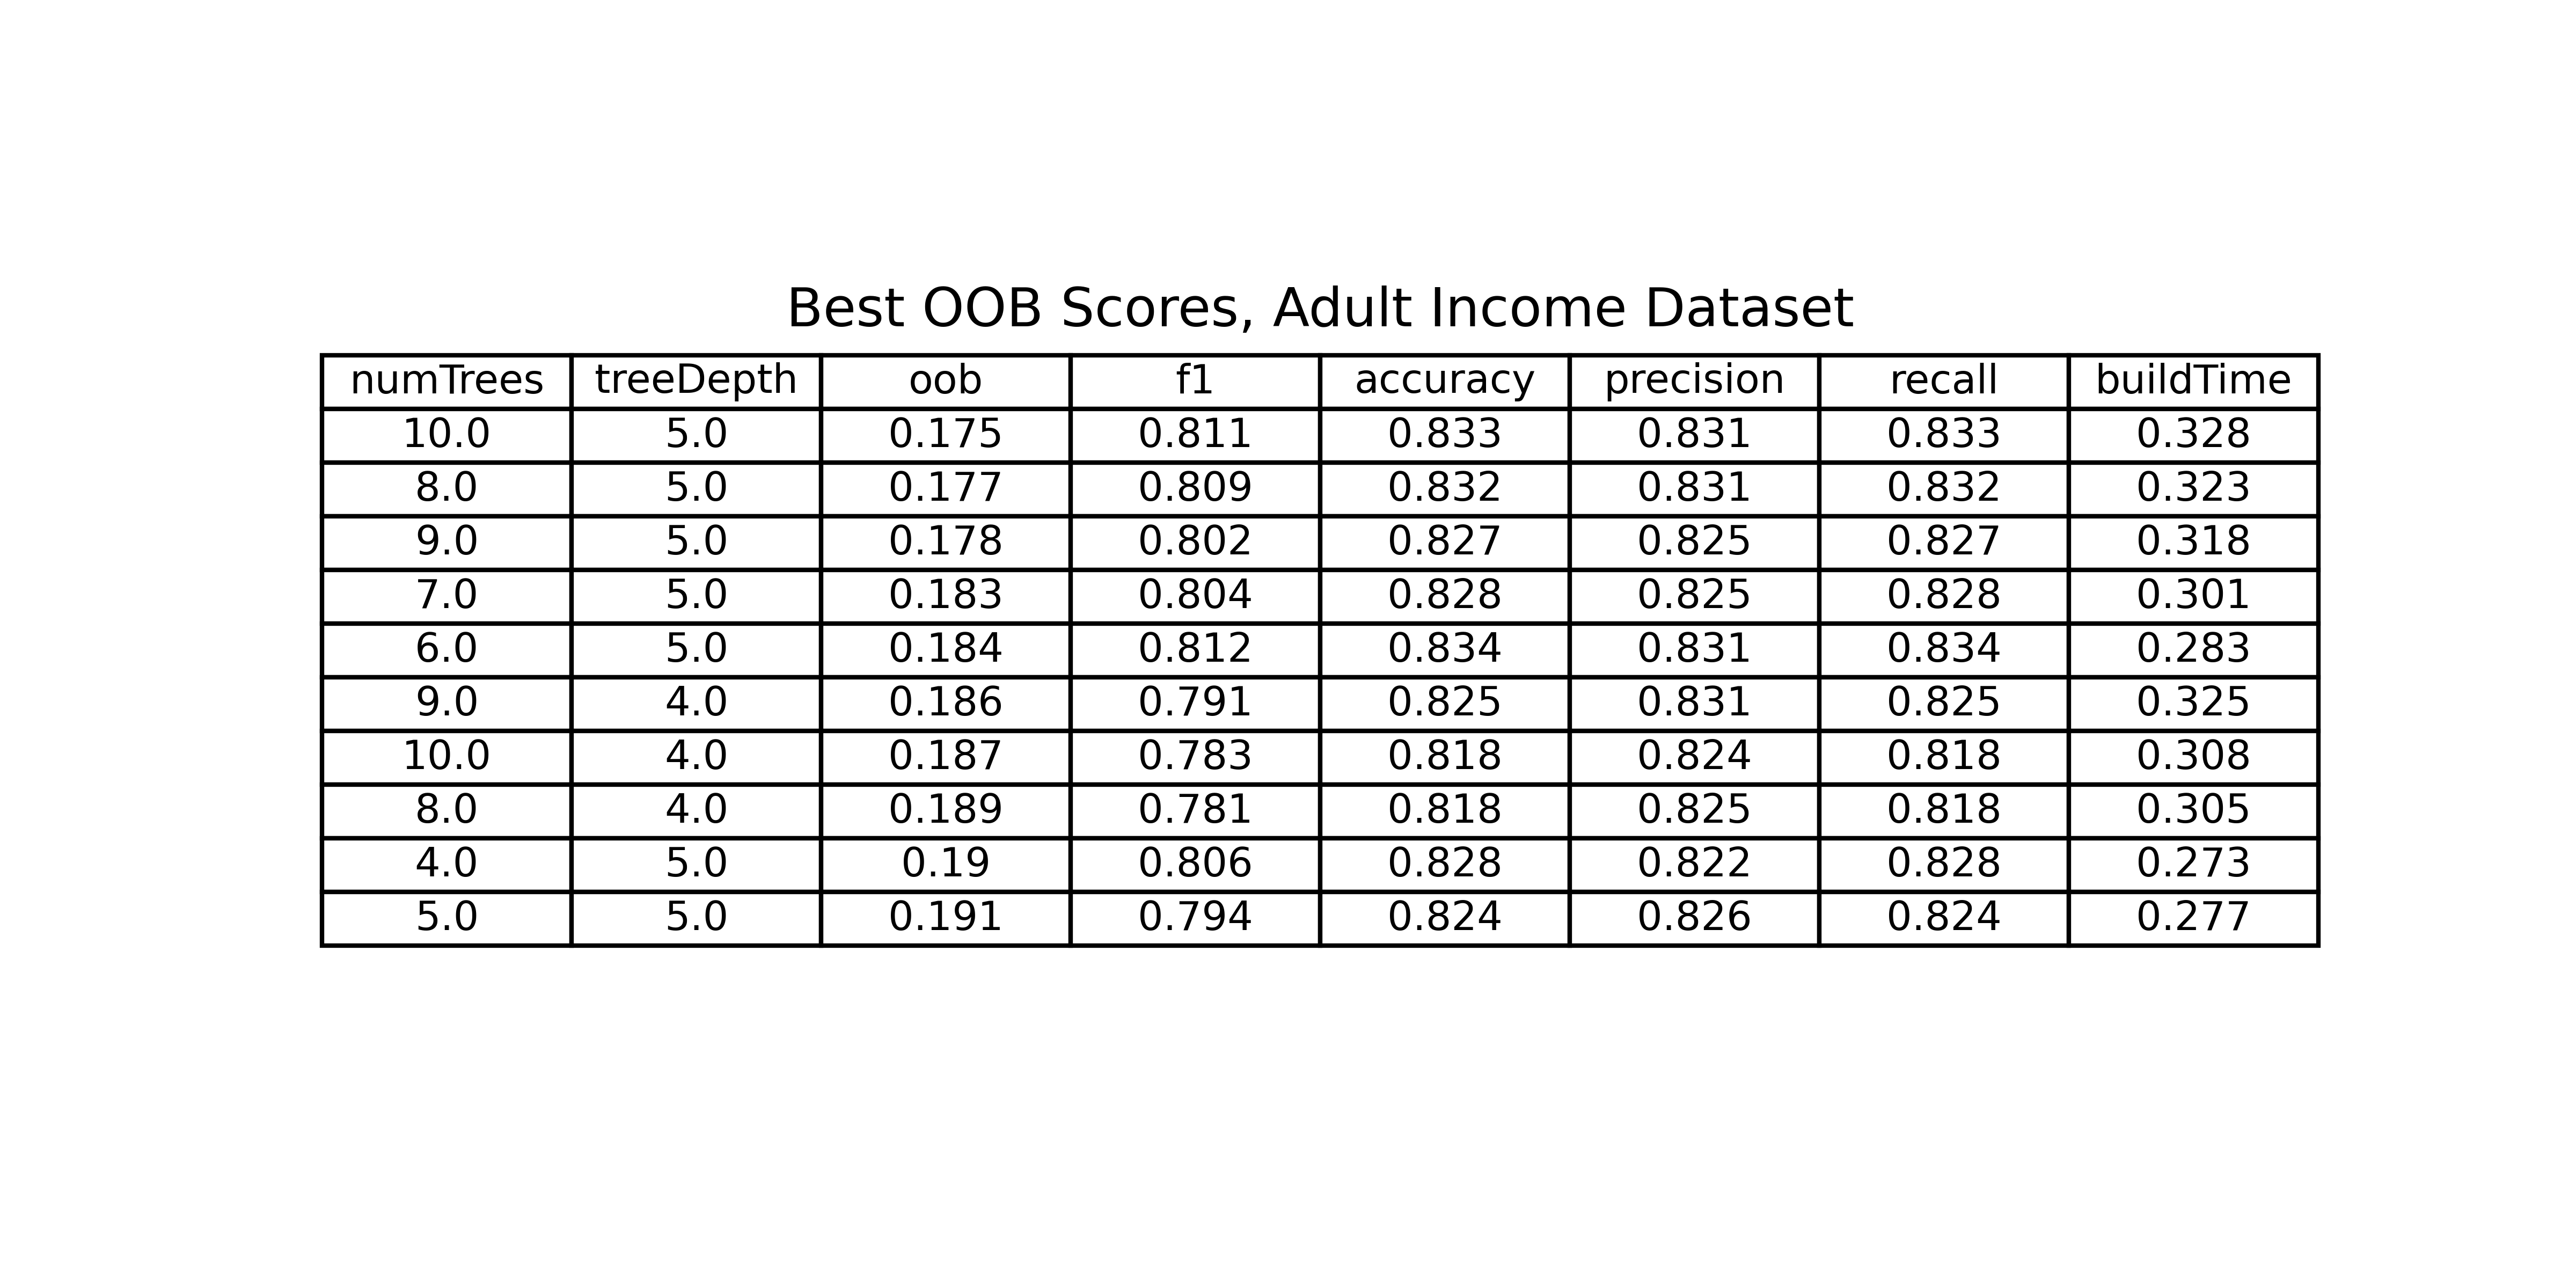 Best OOB Scores, Adult Income Dataset
numTrees treeDepth oob f1 accuracy precision recall buildTime
10.0 5.0 0.175 0.811 0.833 0.831 0.833 0.328
8.0 5.0 0.177 0.809 0.832 0.831 0.832 0.323
9.0 5.0 0.178 0.802 0.827 0.825 0.827 0.318
7.0 5.0 0.183 0.804 0.828 0.825 0.828 0.301
6.0 5.0 0.184 0.812 0.834 0.831 0.834 0.283
9.0 4.0 0.186 0.791 0.825 0.831 0.825 0.325
10.0 4.0 0.187 0.783 0.818 0.824 0.818 0.308
8.0 4.0 0.189 0.781 0.818 0.825 0.818 0.305
4.0 5.0 0.19 0.806 0.828 0.822 0.828 0.273
5.0 5.0 0.191 0.794 0.824 0.826 0.824 0.277